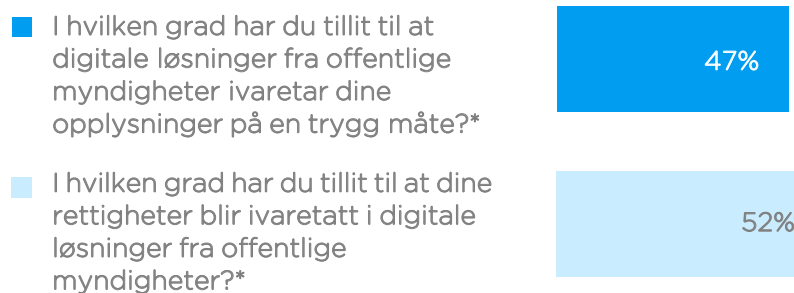 I hvilken grad har du tillit til at
digitale løsninger fra offentlige
myndigheter ivaretar dine
opplysninger på en trygg måte?*
47%
I hvilken grad har du tillit til at dine
rettigheter blir ivaretatt i digitale
løsninger fra offentlige
myndigheter?*
52%